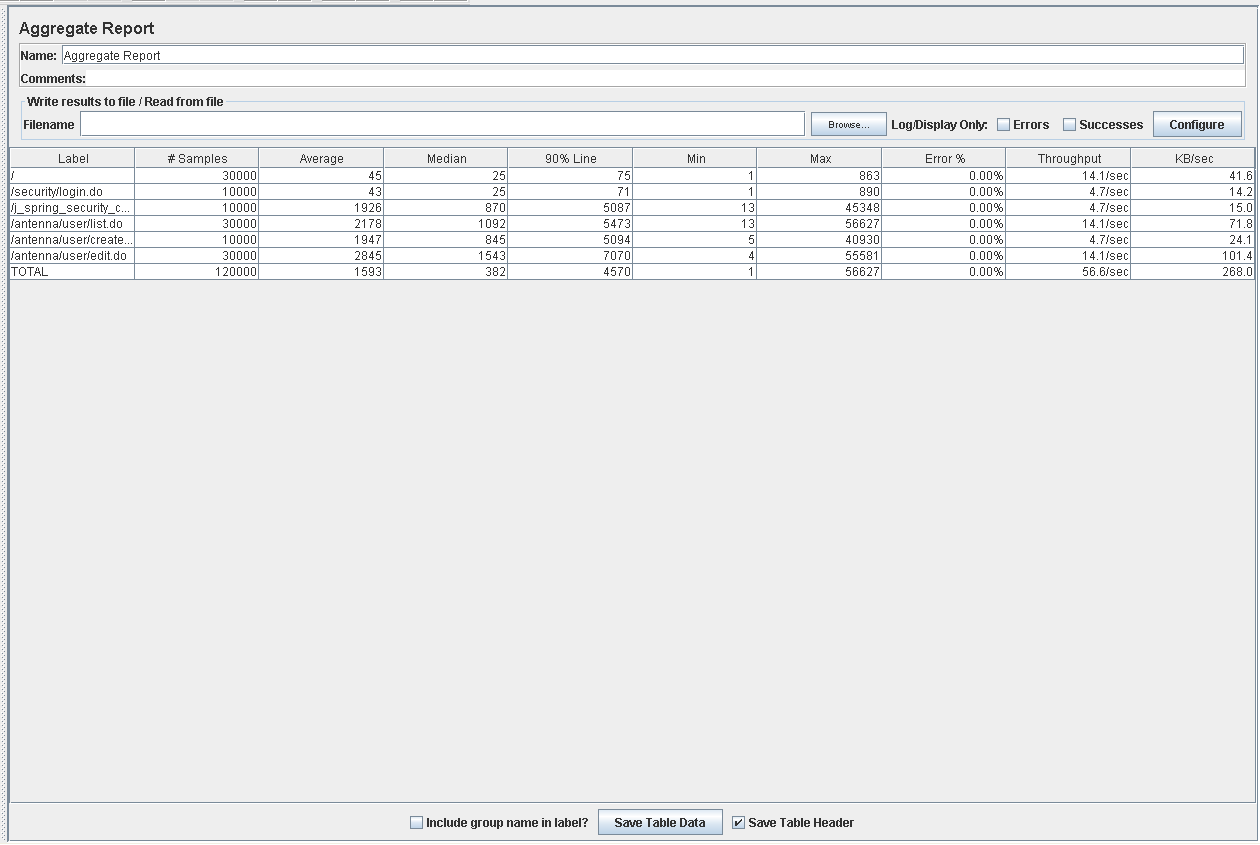 Aggregate Report
Name: Aggregate Report
Comments:
Write results to file / Read from file
Filename Browse... Log/Display Only: Errors Successes Configure
Label # Samples Average Median 90% Line Min Max Error % Throughput KB/sec
/ 30000 45 25 75 1 863 0.00% 14.1/sec 41.6
/security/login.do 10000 43 25 71 1 890 0.00% 4.7/sec 14.2
/j_spring_security_c... 10000 1926 870 5087 13 45348 0.00% 4.7/sec 15.0
/antenna/user/list.do 30000 2178 1092 5473 13 56627 0.00% 14.1/sec 71.8
/antenna/user/create... 10000 1947 845 5094 5 40930 0.00% 4.7/sec 24.1
/antenna/user/edit.do 30000 2845 1543 7070 4 55581 0.00% 14.1/sec 101.4
TOTAL 120000 1593 382 4570 1 56627 0.00% 56.6/sec 268.0
Include group name in label? Save Table Data Save Table Header